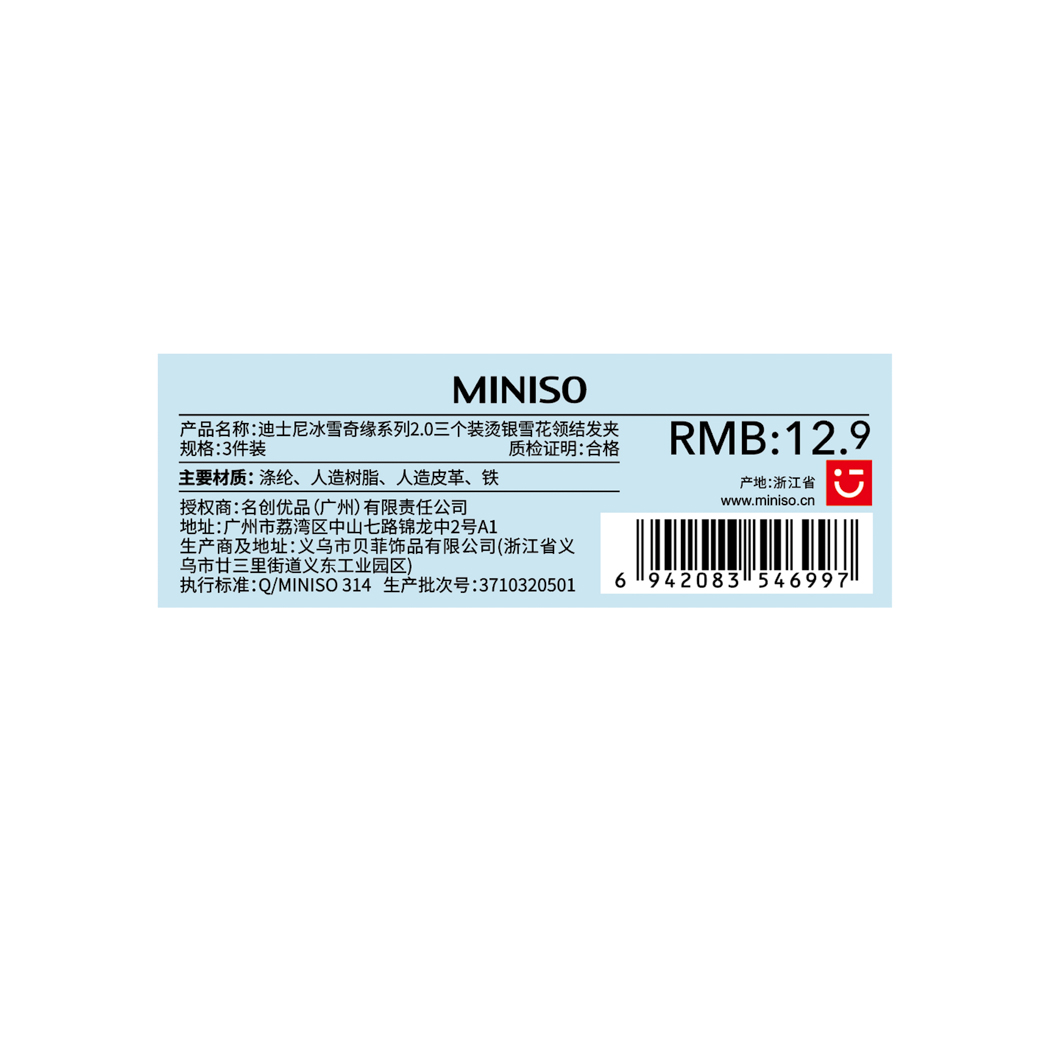 MINISO
产品名称:迪士尼冰雪奇缘系列2.0三个装烫银雪花领结发夹
规格:3件装 质检证明:合格
主要材质:涤纶、人造树脂、人造皮革、铁
授权商:名创优品(广州)有限责任公司
地址:广州市荔湾区中山七路锦龙中2号A1
生产商及地址:义乌市贝菲饰品有限公司(浙江省义
乌市廿三里街道义东工业园区)
执行标准:Q/MINISO 314 生产批次号:3710320501
RMB:12.9
产地:浙江省
www.miniso.cn
6 942083 546997